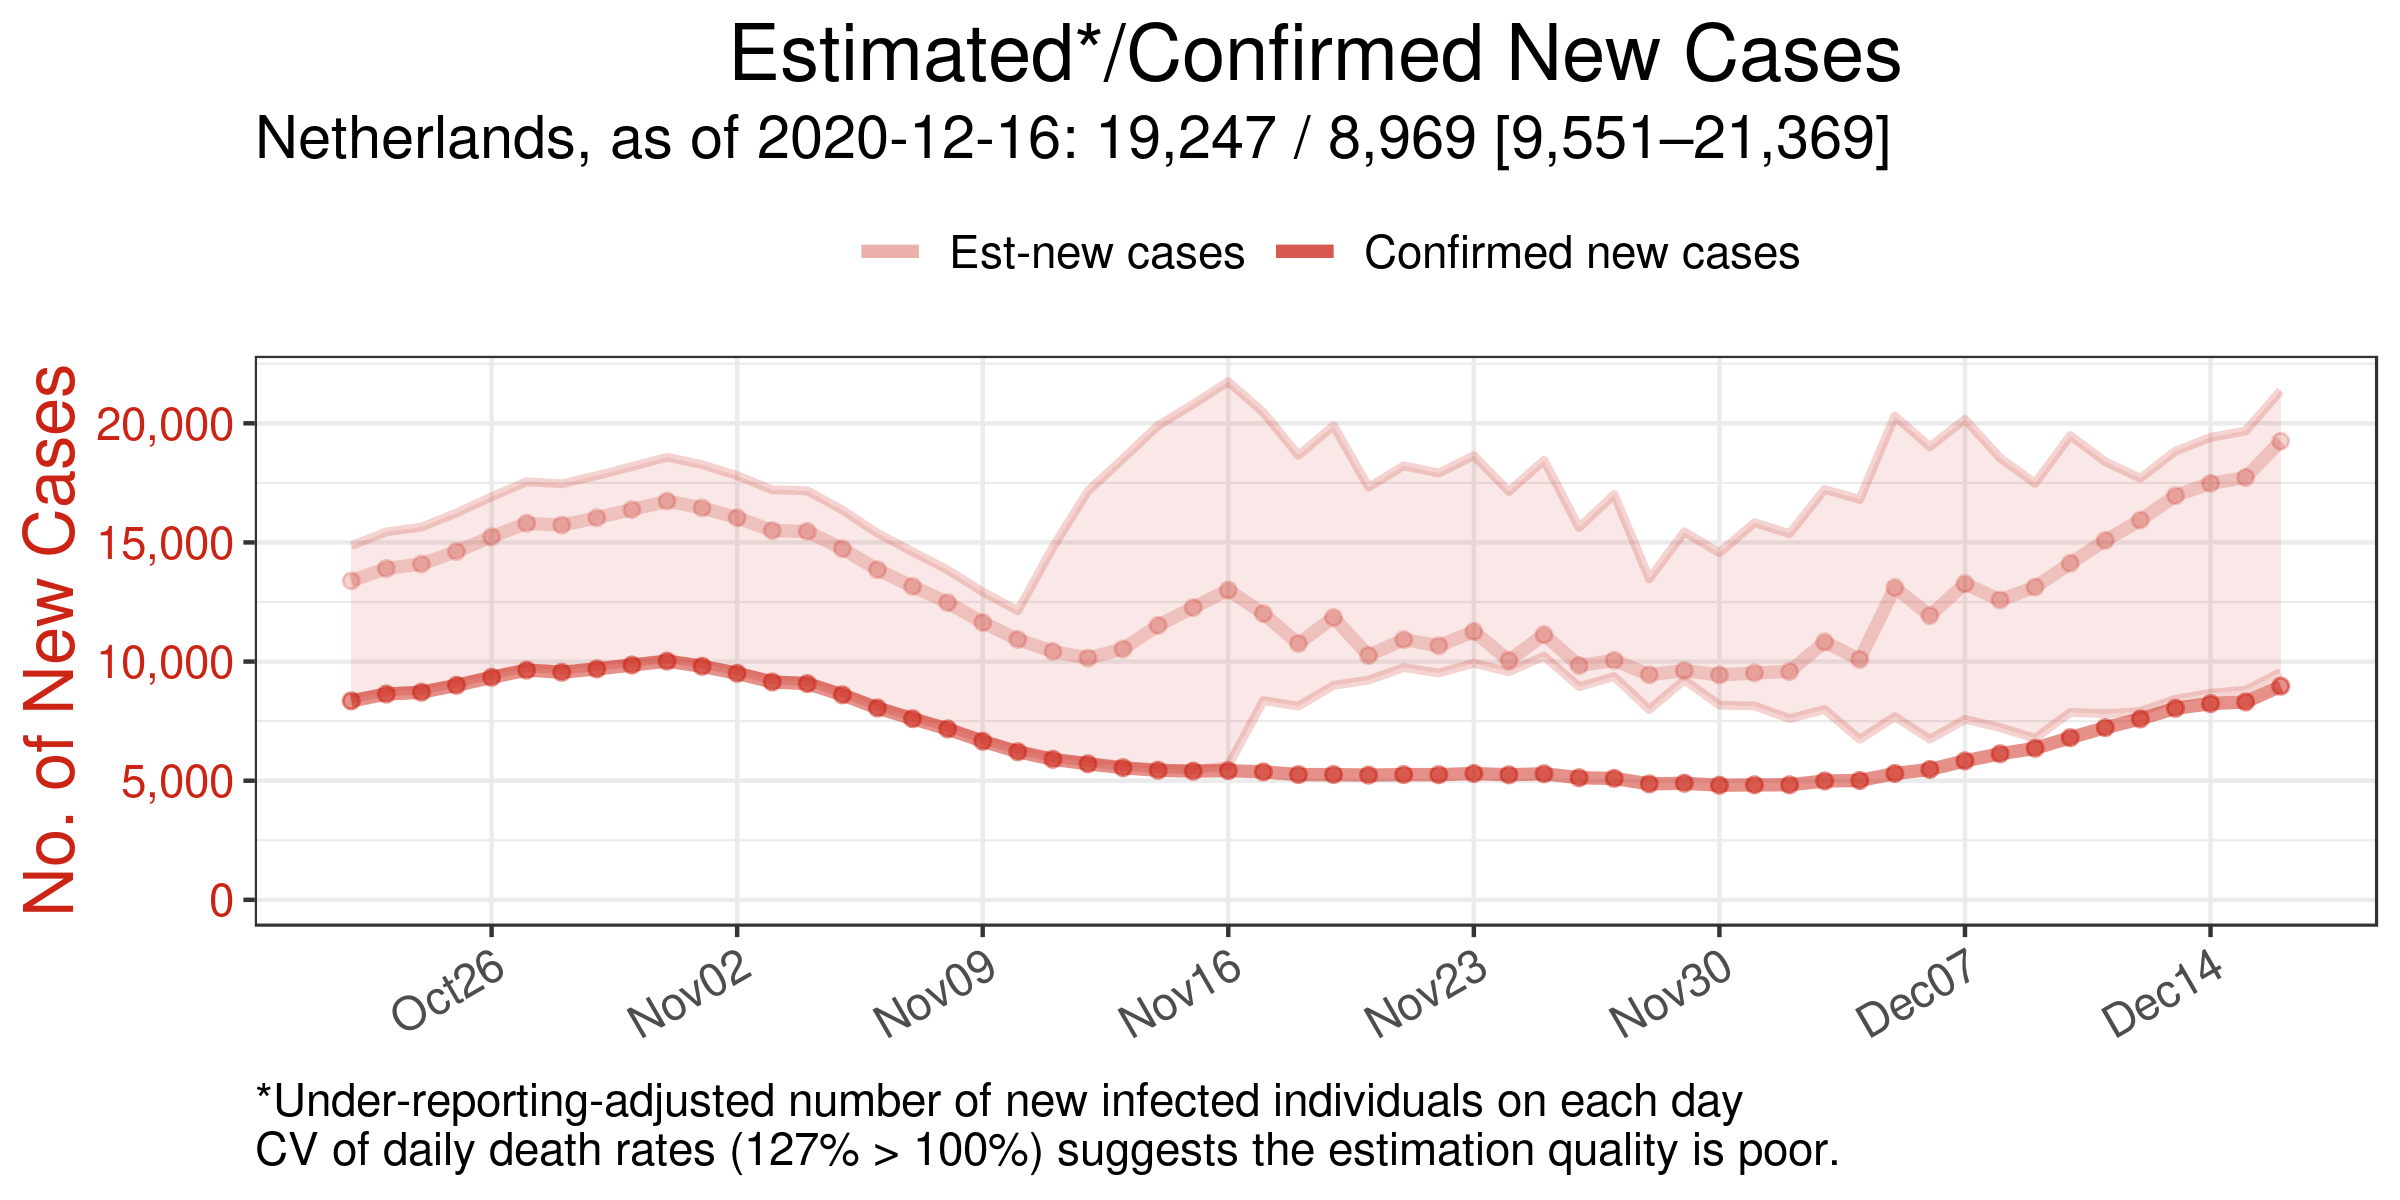 Estimated*/Confirmed New Cases
Netherlands, as of 2020-12-16: 19,247 / 8,969 [9,551–21,369]
Est-new cases
Confirmed new cases
No. of New Cases
20,000
15,000
10,000
5,000
0
Oct26
Nov02
Nov09
Nov16
Nov23
Nov30
Dec07
Dec14
*Under-reporting-adjusted number of new infected individuals on each day
CV of daily death rates (127% > 100%) suggests the estimation quality is poor.